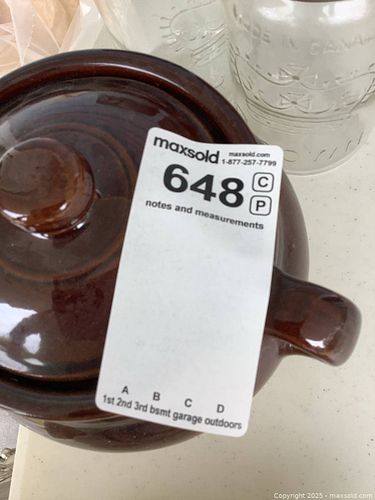 MADE IN CANADA
maxsold maxsold.com
1-877-257-7799
648 C
P
notes and measurements
A B C D
1st 2nd 3rd bsmt garage outdoors
Copyright 2025 - maxsold.com